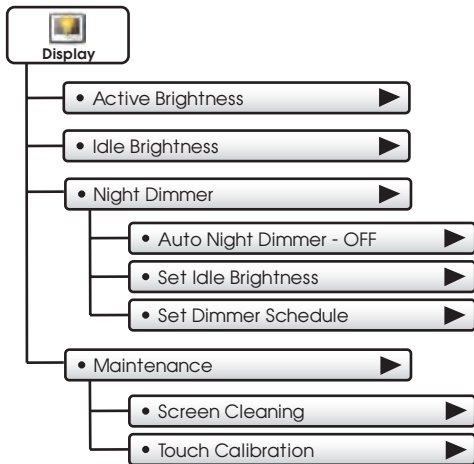 Display
• Active Brightness
• Idle Brightness
• Night Dimmer
• Auto Night Dimmer - OFF
• Set Idle Brightness
• Set Dimmer Schedule
• Maintenance
• Screen Cleaning
• Touch Calibration